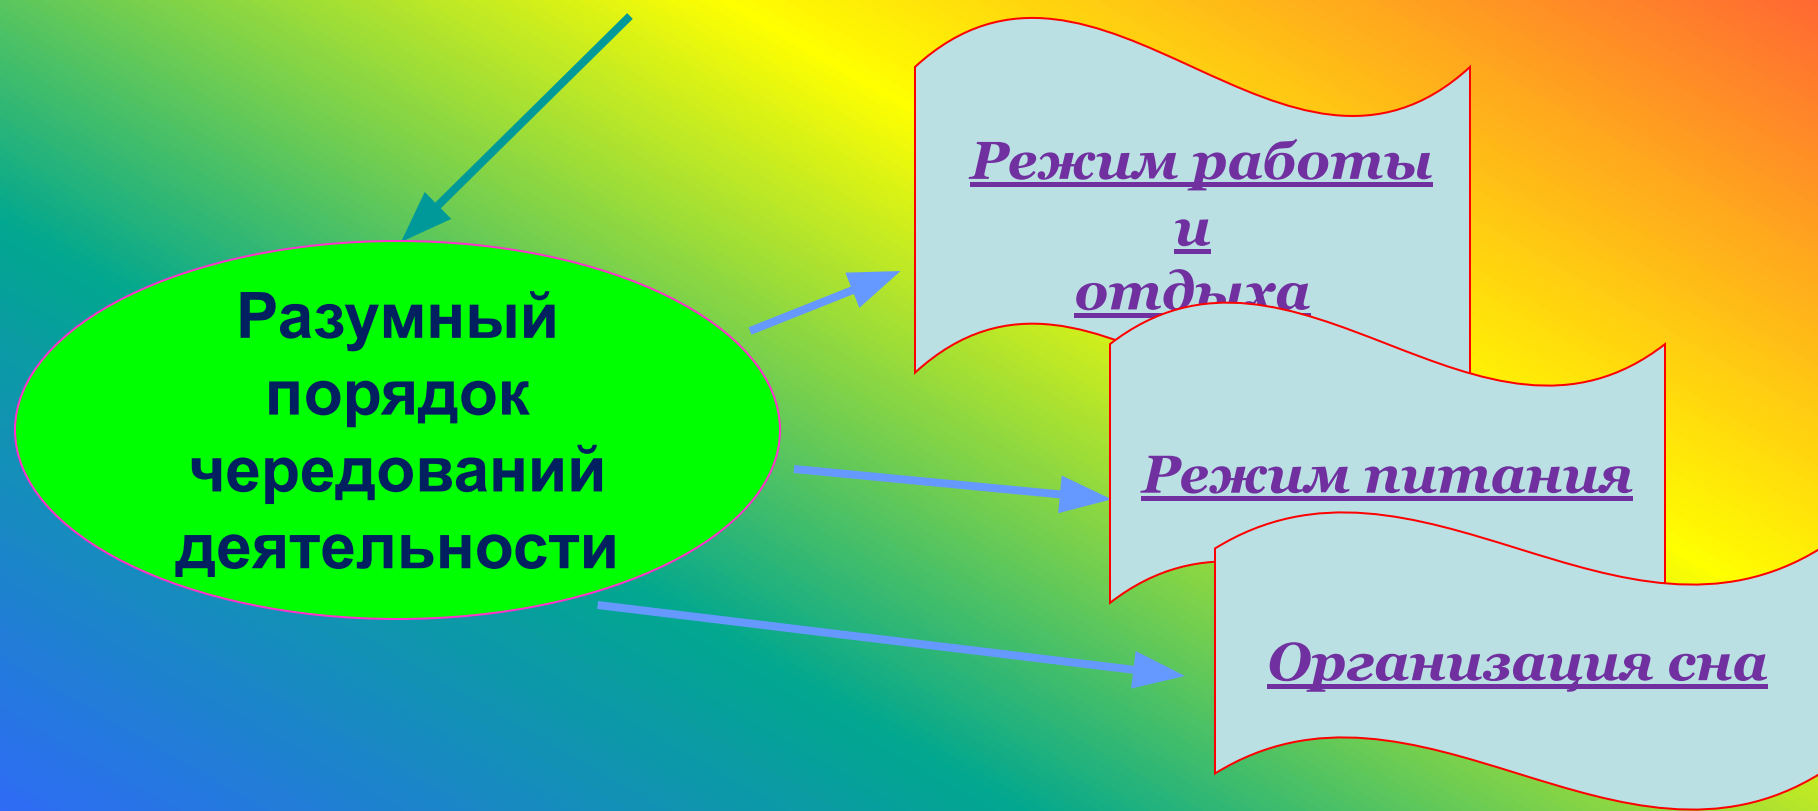 Разумный
порядок
чередований
деятельности
Режим работы
и
отдыха
Режим питания
Организация сна